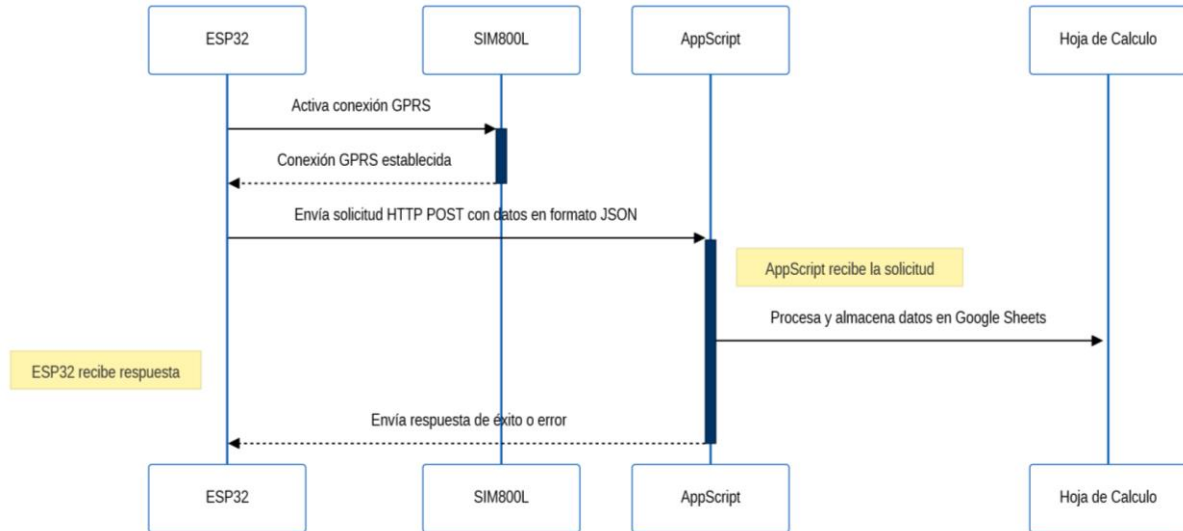 ESP32
SIM800L
AppScript
Hoja de Calculo
Activa conexión GPRS
Conexión GPRS establecida
Envía solicitud HTTP POST con datos en formato JSON
AppScript recibe la solicitud
Procesa y almacena datos en Google Sheets
ESP32 recibe respuesta
Envía respuesta de éxito o error
ESP32
SIM800L
AppScript
Hoja de Calculo